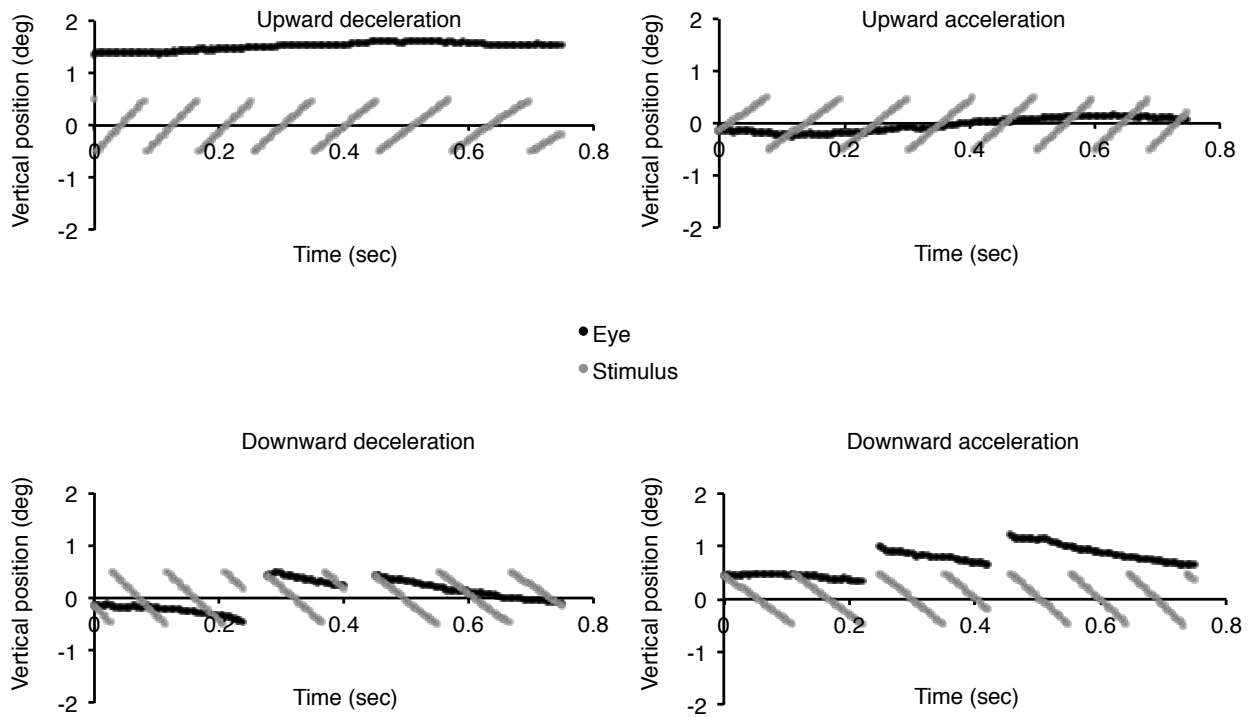 Upward deceleration
Vertical position (deg)
2
1
0
-1
-2
0
0.2
0.4
0.6
0.8
Time (sec)
Upward acceleration
Vertical position (deg)
2
1
0
-1
-2
0
0.2
0.4
0.6
0.8
Time (sec)
Eye
Stimulus
Downward deceleration
Vertical position (deg)
2
1
0
-1
-2
0
0.2
0.4
0.6
0.8
Time (sec)
Downward acceleration
Vertical position (deg)
2
1
0
-1
-2
0
0.2
0.4
0.6
0.8
Time (sec)